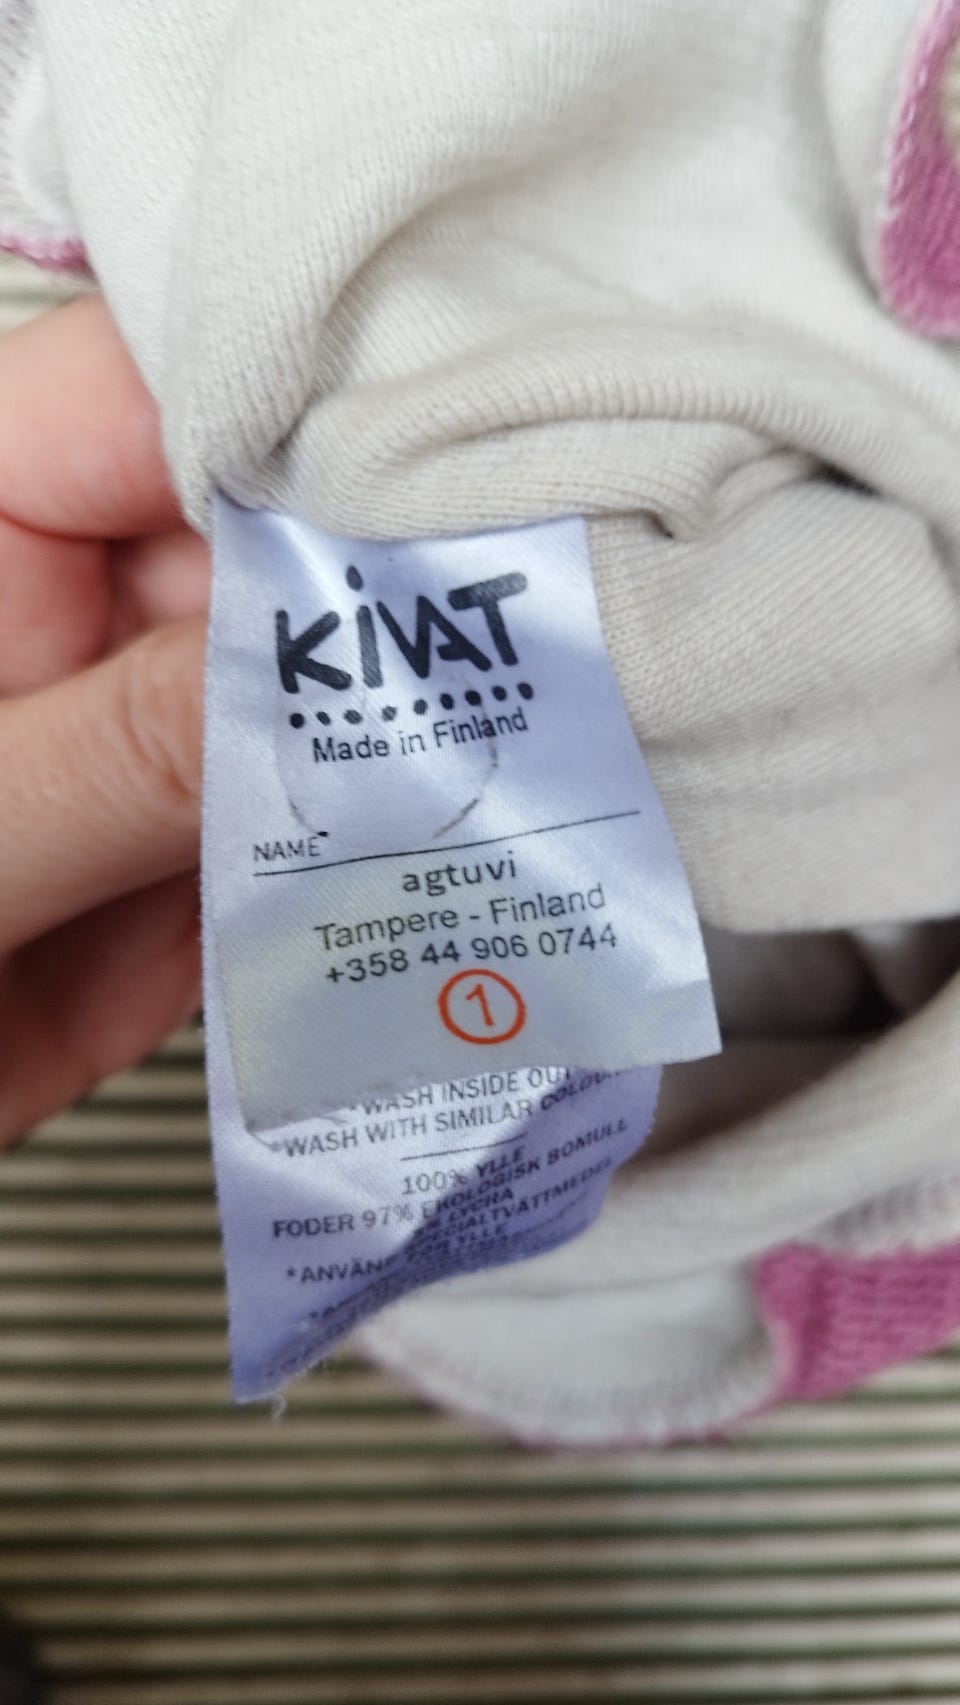 KiVAT
Made in Finland
NAME
agtuvi
Tampere - Finland
+358 44 906 0744
1
*WASH INSIDE OUT
*WASH WITH SIMILAR
100% YLLE
FODER 97% EKOLOGISK BOMULL
LYCRA